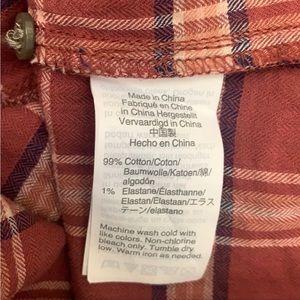 Made in China
Fabriqué en Chine
in China Hergestellt
Vervaardigd in China
中国製
Hecho en China
99% Cotton/Coton/
Baumwolle/Katoen/綿/
algodón
1% Elastane/Élasthanne/
Elastan/Elastaan/エラス
テーン/elastano
Machine wash cold with
like colors. Non-chlorine
bleach only. Tumble dry
low. Warm iron as needed.